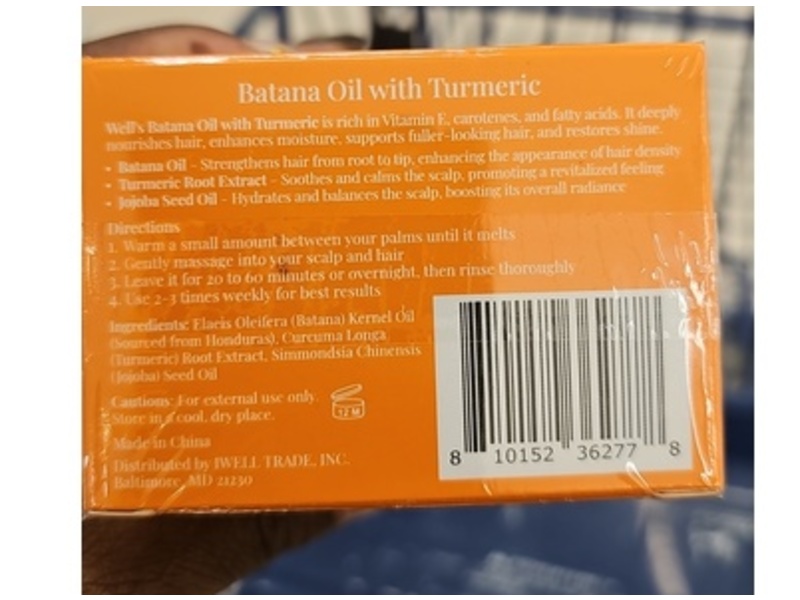 Batana Oil with Turmeric
Well's Batana Oil with Turmeric is rich in Vitamin E, carotenes, and fatty acids. It deeply
nourishes hair, enhances moisture, supports fuller-looking hair, and restores shine.
• Batana Oil – Strengthens hair from root to tip, enhancing the appearance of hair density
• Turmeric Root Extract – Soothes and calms the scalp, promoting a revitalized feeling
• Jojoba Seed Oil – Hydrates and balances the scalp, boosting its overall radiance
Directions
1. Warm a small amount between your palms until it melts
2. Gently massage into your scalp and hair
3. Leave it for 20 to 60 minutes or overnight, then rinse thoroughly
4. Use 2-3 times weekly for best results
Ingredients: Elaeis Oleifera (Batana) Kernel Oil
(Sourced from Honduras), Curcuma Longa
(Turmeric) Root Extract, Simmondsia Chinensis
(Jojoba) Seed Oil
Cautions: For external use only.
Store in a cool, dry place.
12 M
Made in China
Distributed by IWELL TRADE, INC.
Baltimore, MD 21230
8 10152 36277 8